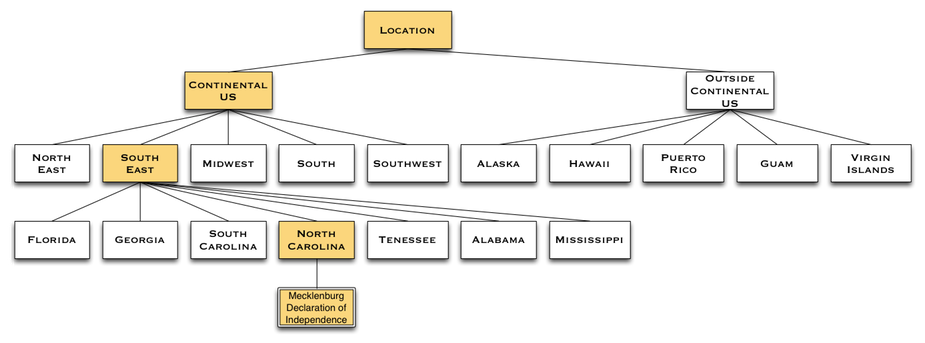 LOCATION
CONTINENTAL
US
OUTSIDE
CONTINENTAL
US
NORTH
EAST
SOUTH
EAST
MIDWEST
SOUTH
SOUTHWEST
ALASKA
HAWAII
PUERTO
RICO
GUAM
VIRGIN
ISLANDS
FLORIDA
GEORGIA
SOUTH
CAROLINA
NORTH
CAROLINA
TENESSEE
ALABAMA
MISSISSIPPI
Mecklenburg
Declaration of
Independence